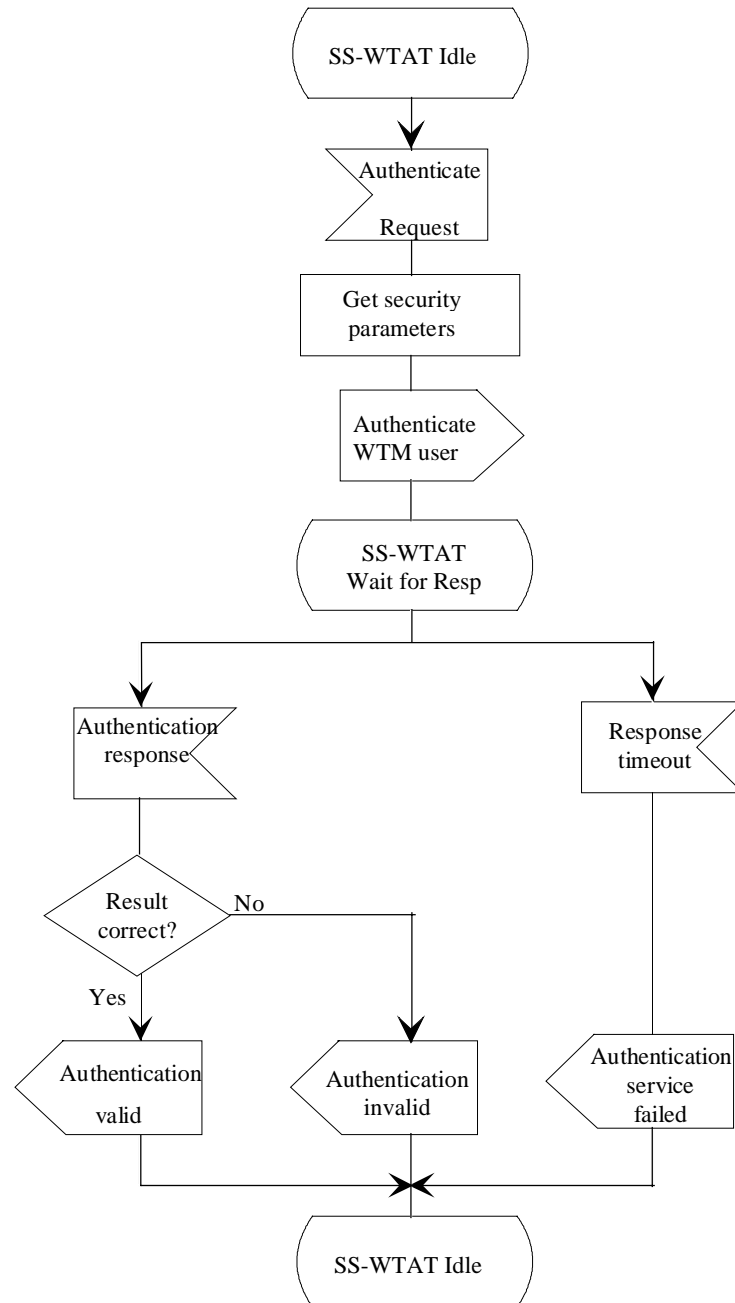 SS-WTAT Idle
Authenticate
Request
Get security
parameters
Authenticate
WTM user
SS-WTAT
Wait for Resp
Authentication
response
Response
timeout
Result
correct?
No
Yes
Authentication
valid
Authentication
invalid
Authentication
service
failed
SS-WTAT Idle